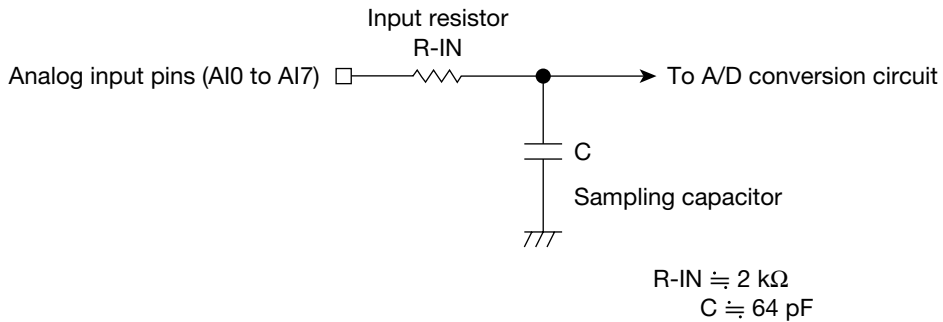 Input resistor
R-IN
Analog input pins (AI0 to AI7)
To A/D conversion circuit
C
Sampling capacitor
R-IN ≒ 2 kΩ
C ≒ 64 pF